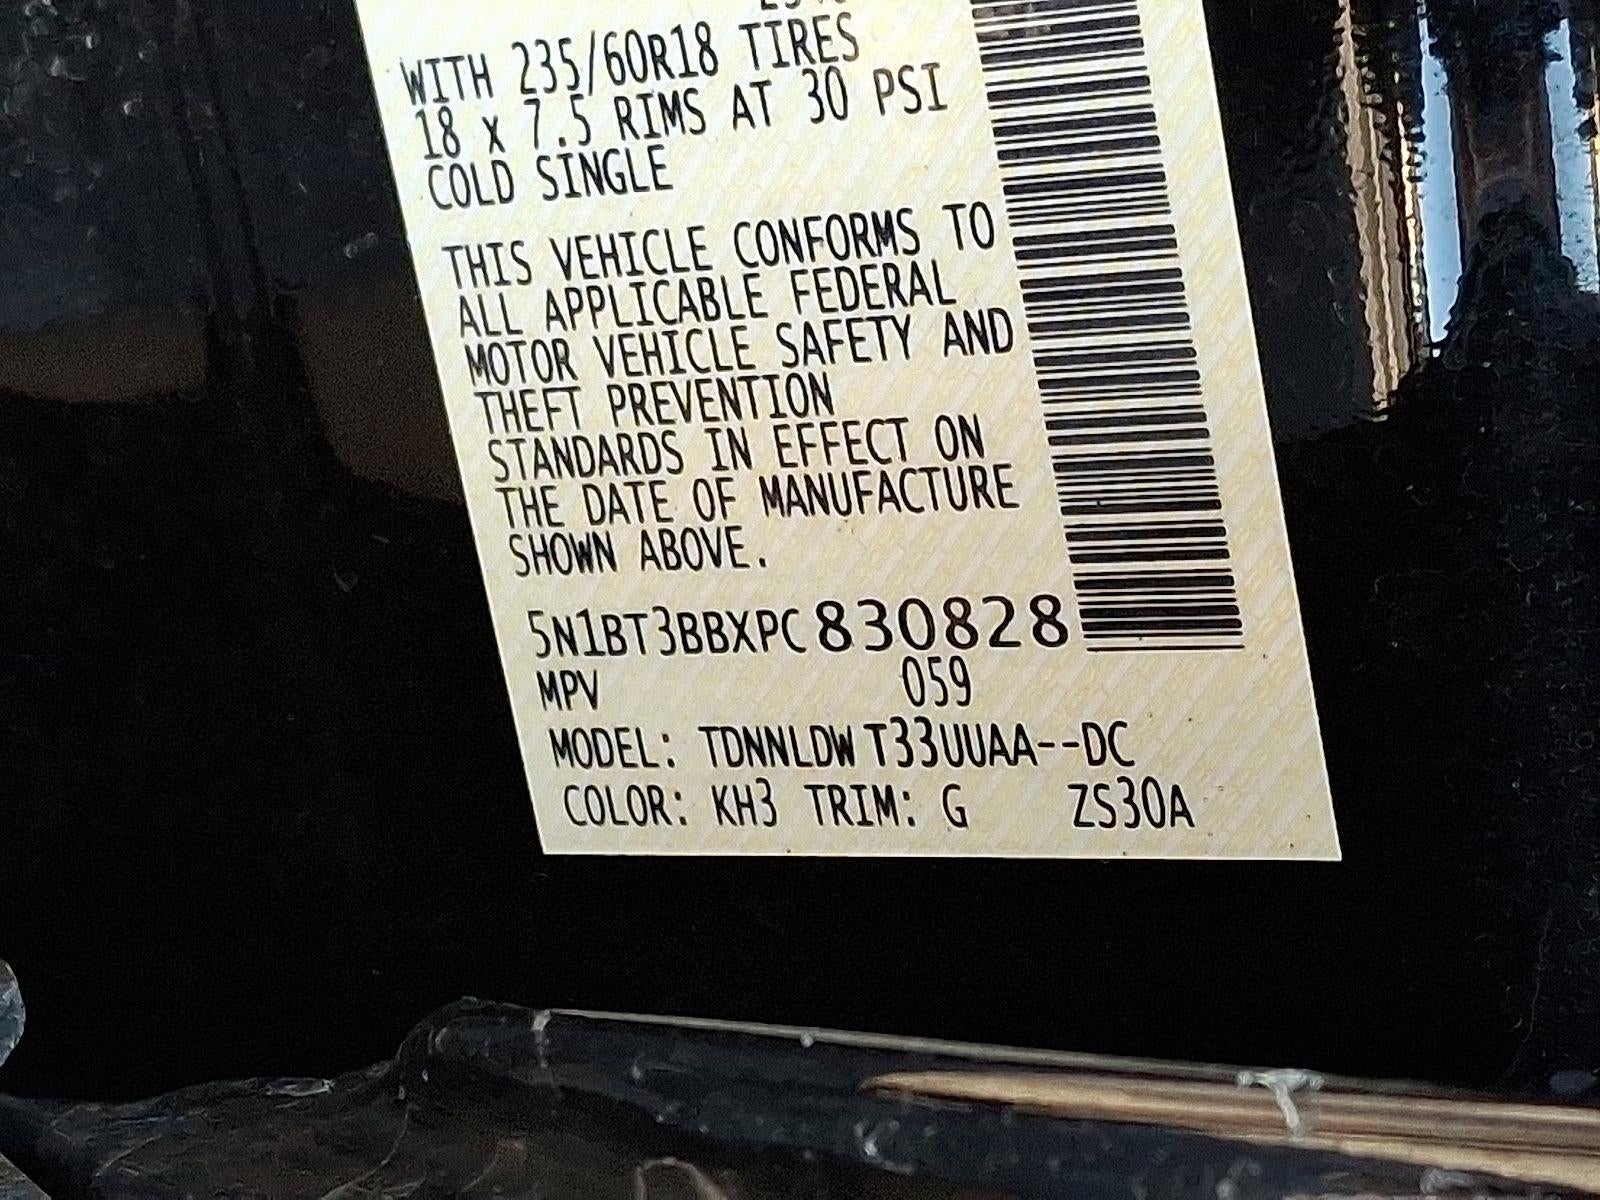 WITH 235/60R18 TIRES
18 x 7.5 RIMS AT 30 PSI
COLD SINGLE
THIS VEHICLE CONFORMS TO
ALL APPLICABLE FEDERAL
MOTOR VEHICLE SAFETY AND
THEFT PREVENTION
STANDARDS IN EFFECT ON
THE DATE OF MANUFACTURE
SHOWN ABOVE.
5N1BT3BBXPC830828
MPV 059
MODEL: TDNNLDW T33UUAA--DC
COLOR: KH3 TRIM: G ZS30A